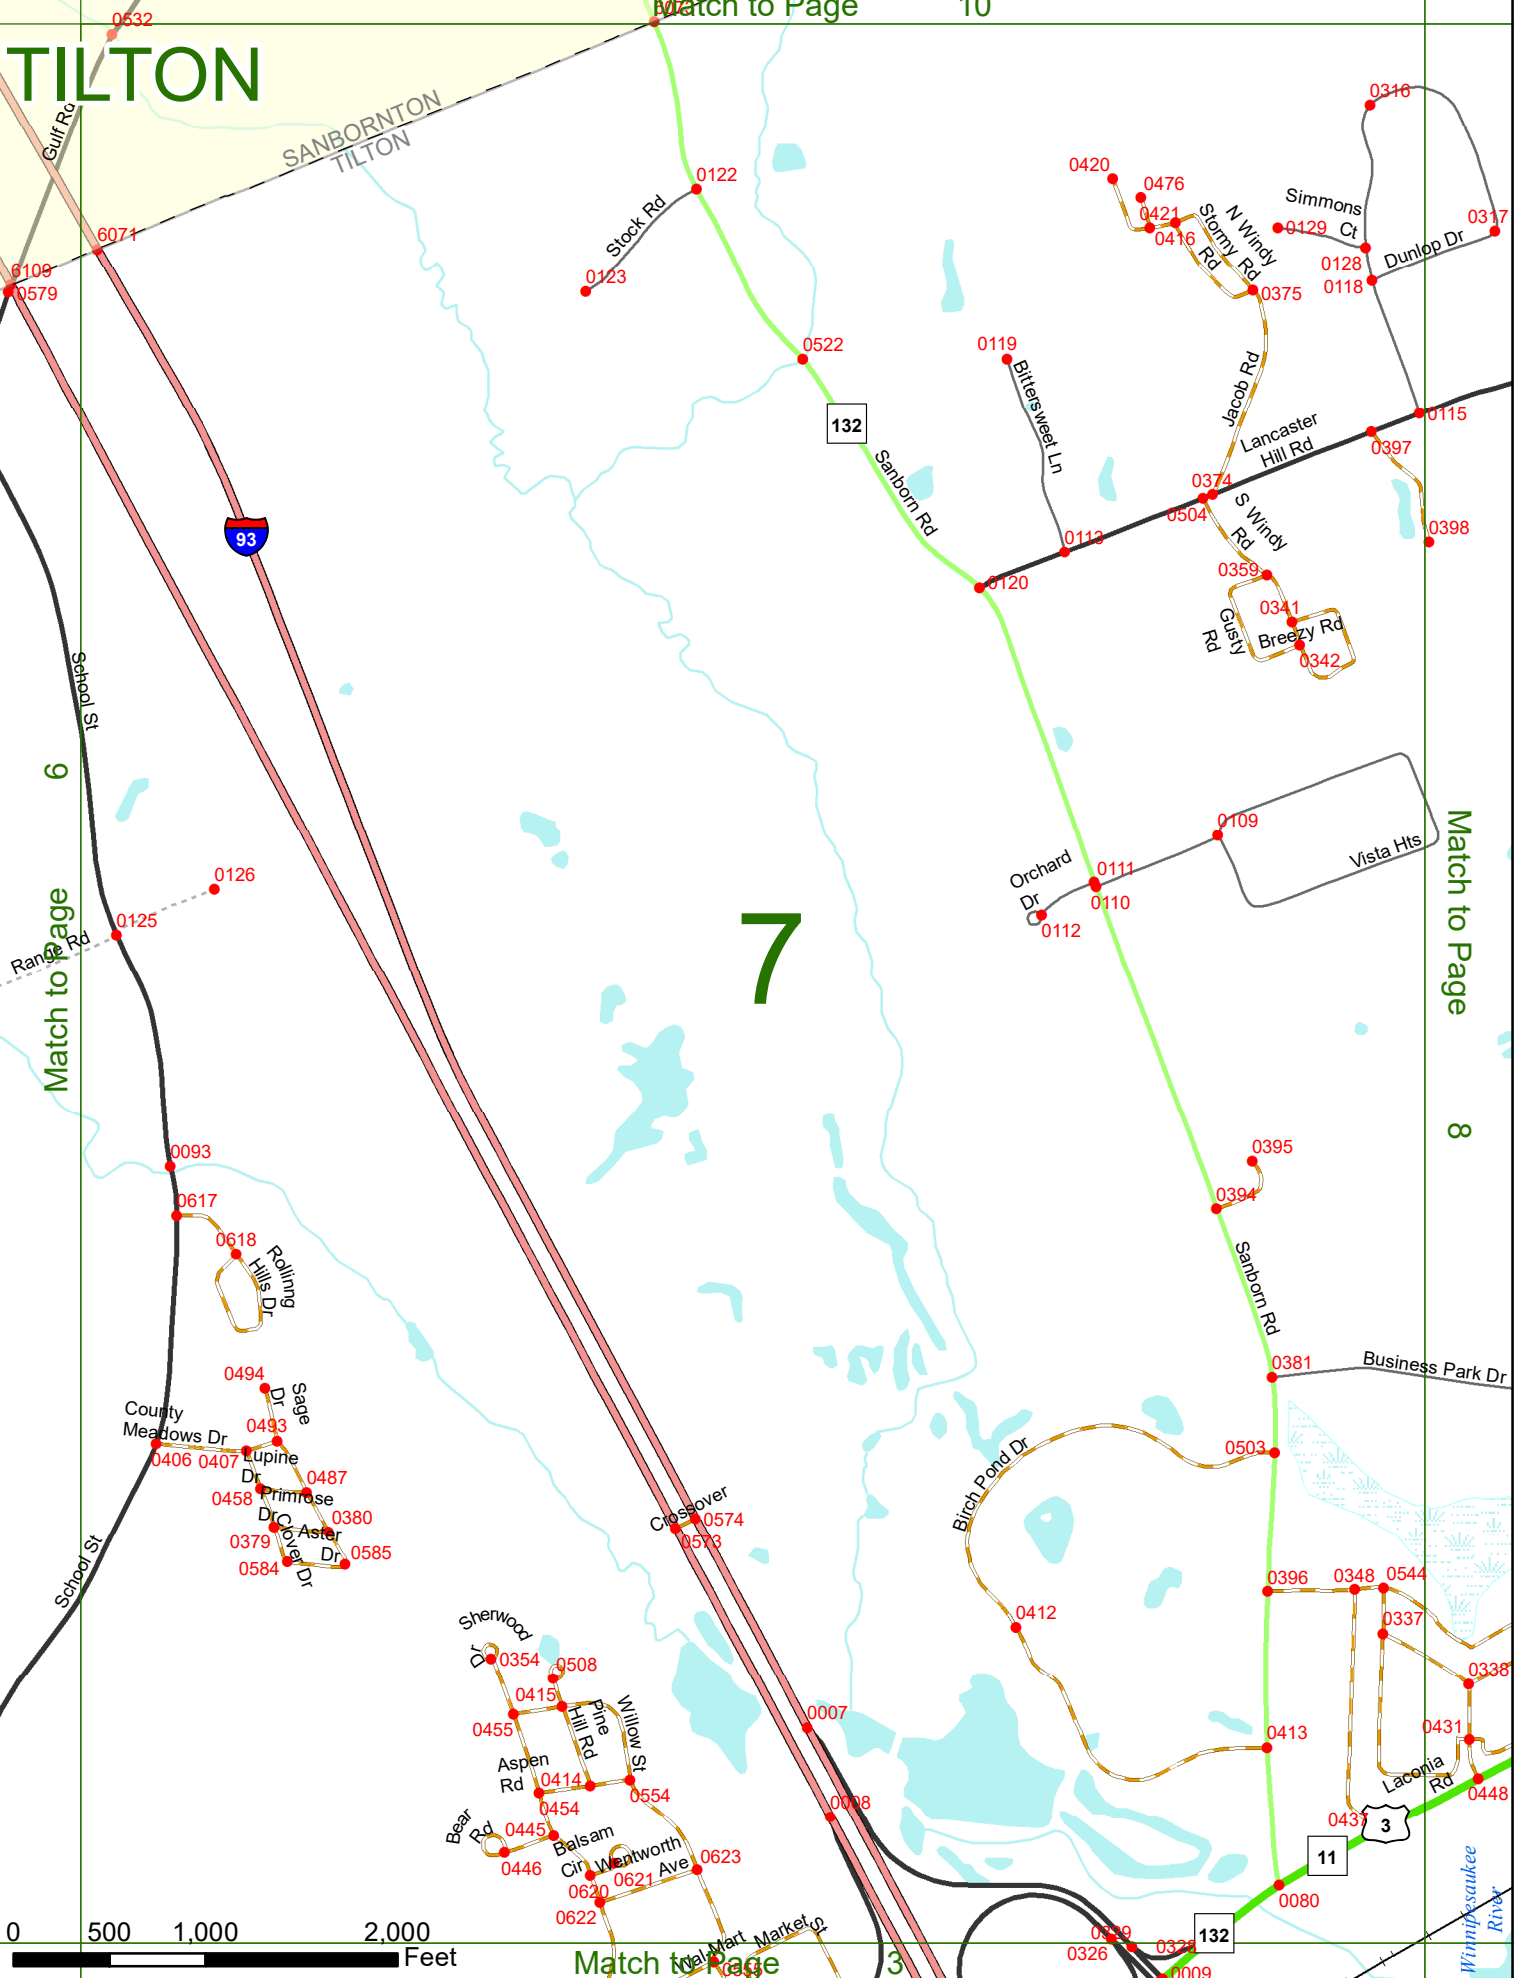 Match to Page 10
0532
TILTON
Gulf Rd
SANBORNTON
TILTON
6071
6109
0579
0122
Stock Rd
0123
0522
132
Sanborn Rd
0119
Bittersweet Ln
0113
0120
0420
0476
0421
0416
Stormy Rd
N Windy
Rd
0375
Jacob Rd
Lancaster
Hill Rd
0374
0504
S Windy
Rd
0359
0341
Gusty
Rd
Breezy Rd
0342
0316
Simmons
Ct
0129
0317
0128
0118
Dunlop Dr
0115
0397
0398
93
School St
6
Match to Page
0126
0125
Range Rd
7
Orchard
Dr
0111
0110
0112
0109
Vista Hts
Match to Page
8
0093
0617
0618
Rollinng
Hills Dr
0395
0394
Sanborn Rd
0381
Business Park Dr
0494
Sage
Dr
County
Meadows Dr
0493
0406
0407
Lupine
Dr
0487
0458
Primrose
Dr
0380
0379
Clover Dr
Aster
Dr
0585
0584
School St
Crossover
0574
0573
Birch Pond Dr
0503
0412
0396
0348
0544
0337
0338
0413
0431
Laconia
Rd
0448
0437
3
11
0080
132
Sherwood
Dr
0354
0508
0415
0455
Pine
Hill Rd
Willow St
Aspen
Rd
0414
0554
0454
Bear
Rd
0445
0446
Balsam
Cir
Wentworth
Ave
0621
0623
0620
0622
0007
0008
Market St
Wal-Mart
0555
0329
0326
0328
0009
Winnipesaukee
River
0 500 1,000 2,000
Feet
Match to Page 3